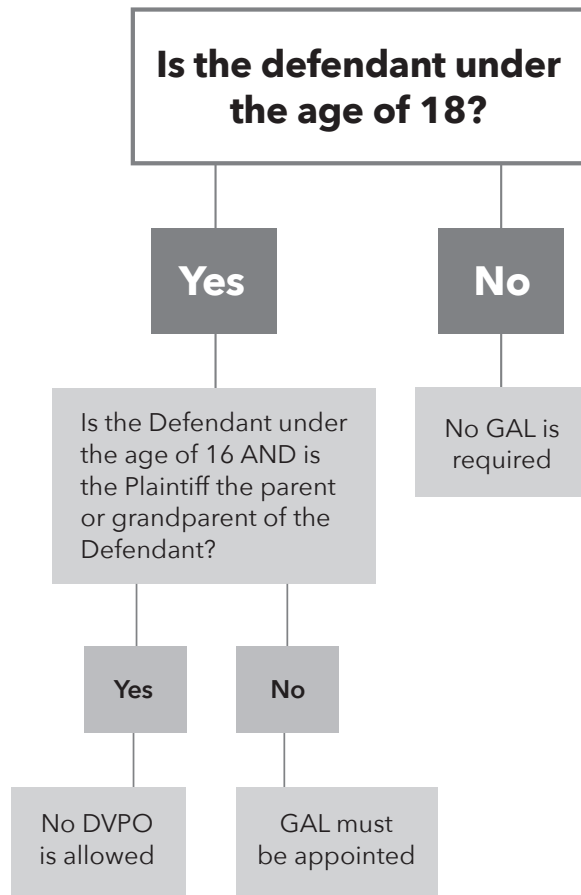 Is the defendant under
the age of 18?
Yes
No
Is the Defendant under
the age of 16 AND is
the Plaintiff the parent
or grandparent of the
Defendant?
No GAL is
required
Yes
No
No DVPO
is allowed
GAL must
be appointed